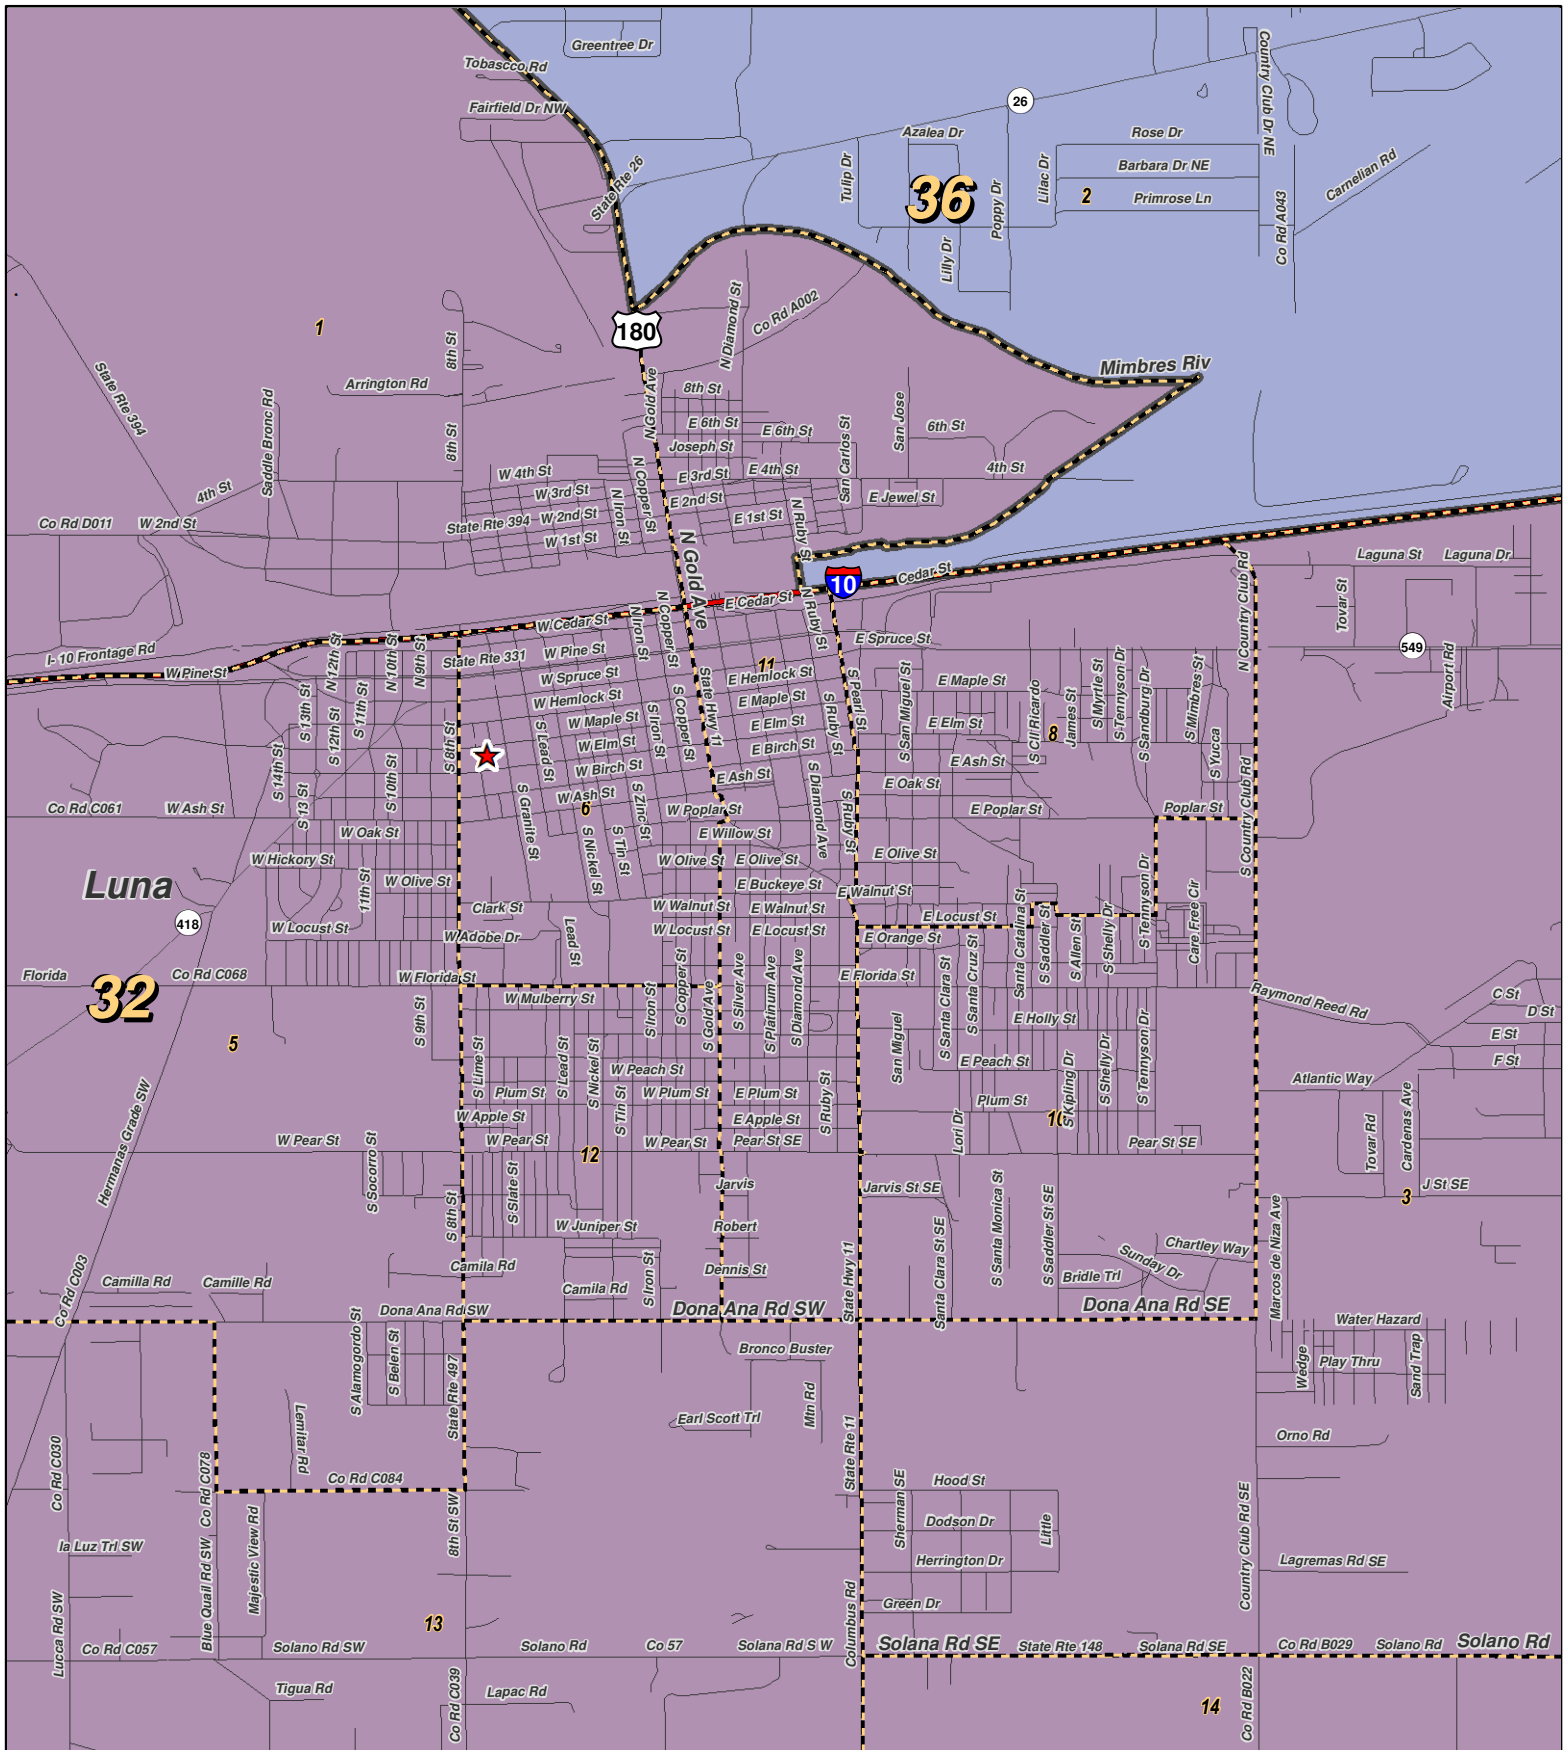 Greentree Dr
Tobascco Rd
Fairfield Dr NW
Country Club Dr NE
26
Azalea Dr
Rose Dr
Barbara Dr NE
Primrose Ln
Tulip Dr
36
Poppy Dr
Lilac Dr
2
Carnelian Rd
State Rte 26
Lilly Dr
Co Rd A043
180
1
N Diamond St
Co Rd A002
8th St
Arrington Rd
State Rte 394
Saddle Bronc Rd
Mimbres Riv
N Gold Ave
8th St
E 6th St
E 6th St
Joseph St
San Carlos St
San Jose
6th St
8th St
W 4th St
E 3rd St
E 4th St
4th St
4th St
W 3rd St
N Iron St
N Copper St
E 2nd St
E Jewel St
Co Rd D011
W 2nd St
State Rte 394
W 2nd St
E 1st St
N Ruby St
W 1st St
N Gold Ave
10
Cedar St
Laguna St
Laguna Dr
E Cedar St
W Cedar St
N Iron St
N Copper St
N Ruby St
E Spruce St
N Country Club Rd
Tovar St
549
I- 10 Frontage Rd
W Pine St
N 12th St
N 10th St
N 9th St
State Rte 331
W Pine St
11
E Hemlock St
Airport Rd
W Spruce St
W Hemlock St
E Maple St
E Maple St
W Maple St
E Elm St
E Elm St
W Elm St
E Birch St
S 13th St
S 12th St
S 11th St
S 14th St
S 13 St
S 10th St
S 8th St
S Lead St
S Iron St
S Copper St
State Hwy 11
S Ruby St
S Pearl St
S San Miguel St
S Cll Ricardo
James St
S Myrtle St
S Tennyson Dr
S Sandburg Dr
S Mimbres St
S Yucca
8
W Birch St
E Ash St
E Ash St
E Oak St
W Ash St
6
Co Rd C061
W Ash St
W Poplar St
E Poplar St
Poplar St
S Granite St
S Zinc St
S Diamond Ave
S Ruby St
S Country Club Rd
W Oak St
E Willow St
W Hickory St
S Nickel St
S Tin St
W Olive St
E Olive St
E Olive St
Luna
11th St
W Olive St
E Buckeye St
E Walnut St
Clark St
W Walnut St
E Walnut St
418
W Locust St
W Adobe Dr
Lead St
W Locust St
E Locust St
E Locust St
E Orange St
Santa Catalina St
S Saddler St
S Allen St
S Shelly Dr
S Tennyson Dr
Care Free Cir
Florida
32
Co Rd C068
W Florida St
E Florida St
W Mulberry St
S Iron St
S Copper St
S Gold Ave
S Silver Ave
S Platinum Ave
S Diamond Ave
S Santa Clara St
S Santa Cruz St
Raymond Reed Rd
C St
D St
S 9th St
E Holly St
San Miguel
5
E St
F St
E Peach St
W Peach St
S Lime St
S Lead St
S Nickel St
S Tin St
Plum St
W Plum St
E Plum St
S Ruby St
Plum St
S Kipling Dr
S Shelly Dr
S Tennyson Dr
Atlantic Way
W Apple St
E Apple St
Lori Dr
10
Hermanas Grade SW
W Pear St
W Pear St
W Pear St
Pear St SE
Pear St SE
Tovar Rd
Cardenas Ave
12
S Socorro St
S Slate St
S 8th St
Jarvis
Jarvis St SE
J St SE
3
W Juniper St
Robert
Santa Clara St SE
S Santa Monica St
S Saddler St SE
Chartley Way
Sunday Dr
Bridle Trl
Marcos de Niza Ave
Camila Rd
Dennis St
State Hwy 11
Co Rd C003
Camilla Rd
Camille Rd
Camila Rd
S Iron St
Dona Ana Rd SW
Dona Ana Rd SW
Dona Ana Rd SE
Water Hazard
S Alamogordo St
S Belen St
State Rte 497
Bronco Buster
Wedge
Play Thru
Sand Trap
Mtn Rd
Earl Scott Trl
State Rte 11
Lemitar Rd
Orno Rd
Co Rd C030
Co Rd C078
Co Rd C084
Hood St
Sherman SE
Dodson Dr
Little
Country Club Rd SE
8th St SW
Majestic View Rd
la Luz Trl SW
Blue Quail Rd SW
Herrington Dr
Lagremas Rd SE
Green Dr
Lucca Rd SW
13
Columbus Rd
Co Rd C057
Solano Rd SW
Solano Rd
Co 57
Solana Rd S W
Solana Rd SE
State Rte 148
Solana Rd SE
Co Rd B029
Solano Rd
Solano Rd
Tigua Rd
Co Rd C039
Lapac Rd
14
Co Rd B022